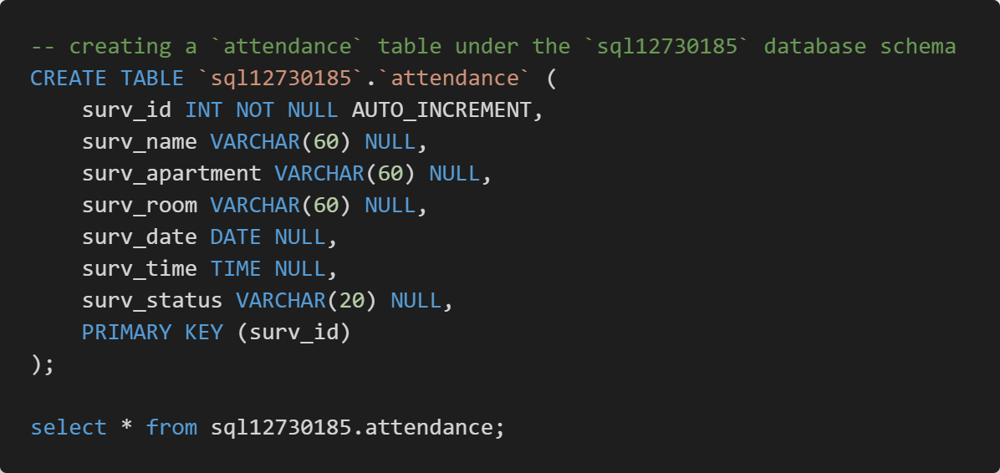 -- creating a `attendance` table under the `sql12730185` database schema
CREATE TABLE `sql12730185`.`attendance` (
    surv_id INT NOT NULL AUTO_INCREMENT,
    surv_name VARCHAR(60) NULL,
    surv_apartment VARCHAR(60) NULL,
    surv_room VARCHAR(60) NULL,
    surv_date DATE NULL,
    surv_time TIME NULL,
    surv_status VARCHAR(20) NULL,
    PRIMARY KEY (surv_id)
);
select * from sql12730185.attendance;